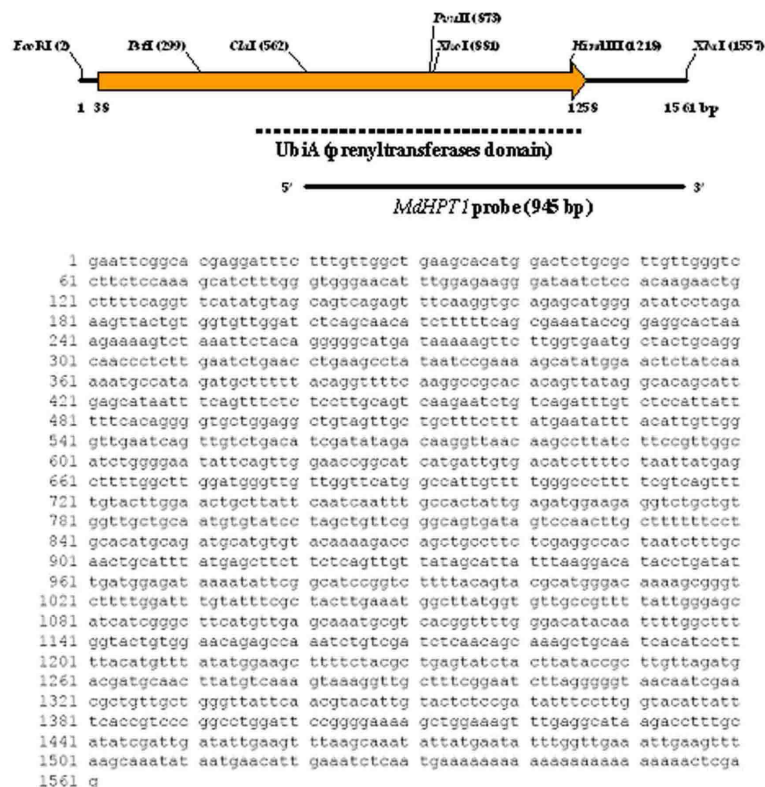 PvuII (873)
EcoRI (2) PstI (299) ClaI (562) XhoI (881) HindIII (1218) XbaI (1557)
1 38 1258 1561 bp
UbiA (prenyltransferases domain)
5' 3'
MdHPT1 probe (945 bp)
1 gaattcggca cgaggatttc tttgttggct gaagcacatg gactctgcgc ttgttgggtc
61 cttctccaaa gcatctttgg gtgggaacat ttggagaagg gataatctcc acaagaactg
121 cttttcaggt tcatatgtag cagtcagagt ttcaaggtgc agagcatggg atatcctaga
181 aagttactgt ggtgttggat ctcagcaaca tctttttcag cgaaataccg gaggcactaa
241 agaaaagtct aaattctaca gggggcatga taaaaagttc ttggtgaatg ctactgcagg
301 caaccctctt gaatctgaac ctgaagccta taatccgaaa agcatatgga actctatcaa
361 aaatgccata gatgcttttt acaggttttc aaggccgcac acagttatag gcacagcatt
421 gagcataatt tcagtttctc tccttgcagt caagaatctg tcagatttgt ctccattatt
481 tttcacaggg gtgctggagg ctgtagttgc tgctttcttt atgaatattt acattgttgg
541 gttgaatcag ttgtctgaca tcgatataga caaggttaac aagccttatc ttccgttggc
601 atctggggaa tattcagttg gaaccggcat catgattgtg acatcttttc taattatgag
661 cttttggctt ggatgggttg ttggttcatg gccattgttt tgggcccttt tcgtcagttt
721 tgtacttgga actgcttatt caatcaattt gccactattg agatggaaga ggtctgctgt
781 ggttgctgca atgtgtatcc tagctgttcg ggcagtgata gtccaacttg ctttttttcct
841 gcacatgcag atgcatgtgt acaaaagacc agctgccttc tcgaggccac taatctttgc
901 aactgcattt atgagcttct tctcagttgt tatagcatta tttaaggaca tacctgatat
961 tgatggagat aaaatattcg gcatccggtc ttttacagta cgcatgggac aaaagcgggt
1021 cttttggatt tgtatttcgc tacttgaaat ggcttatggt gttgccgttt tattgggagc
1081 atcatcgggc ttcatgttga gcaaatgcgt cacggttttg ggacatacaa ttttggcttt
1141 ggtactgtgg aacagagcca aatctgtcga tctcaacagc aaagctgcaa tcacatcctt
1201 ttacatgttt atatggaagc ttttctacgc tgagtatcta cttataccgc ttgttagatg
1261 acgatgcaac ttatgtcaaa gtaaaggttg ctttcggaat cttagggggt aacaatcgaa
1321 cgctgttgct gggttattca acgtacattg tactctccga tatttccttg gtacattatt
1381 tcaccgtccc ggcctggatt ccggggaaaa gctggaaagt ttgaggcata agacctttgc
1441 atatcgattg atattgaagt ttaagcaaat attatgaata tttggttgaa attgaagttt
1501 aagcaaatat aatgaacatt gaaatctcaa tgaaaaaaaa aaaaaaaaaa aaaaactcga
1561 g